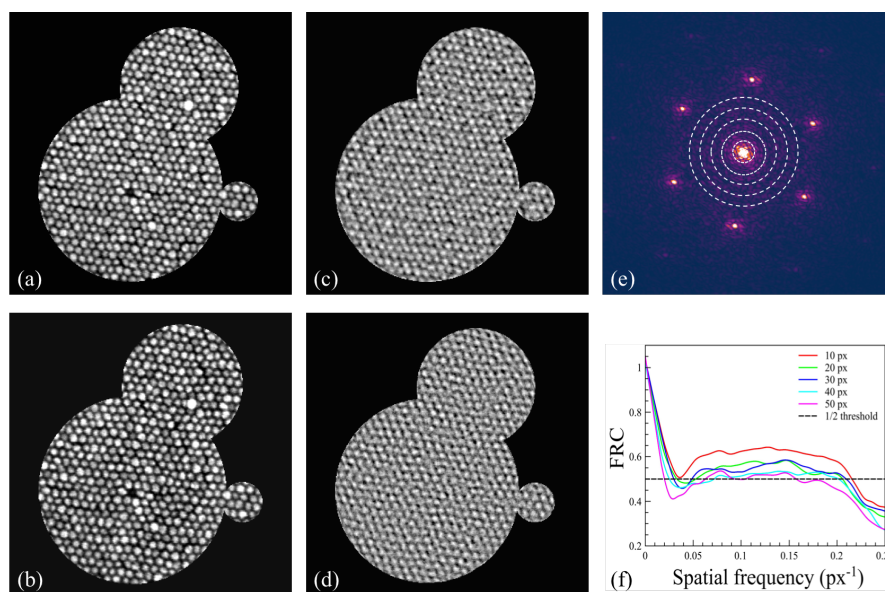 (a)
(c)
(e)
(b)
(d)
(f)
10 px
20 px
30 px
40 px
50 px
1/2 threshold
FRC
1
0.8
0.6
0.4
0.2
0
0.05
0.1
0.15
0.2
0.25
Spatial frequency (px⁻¹)